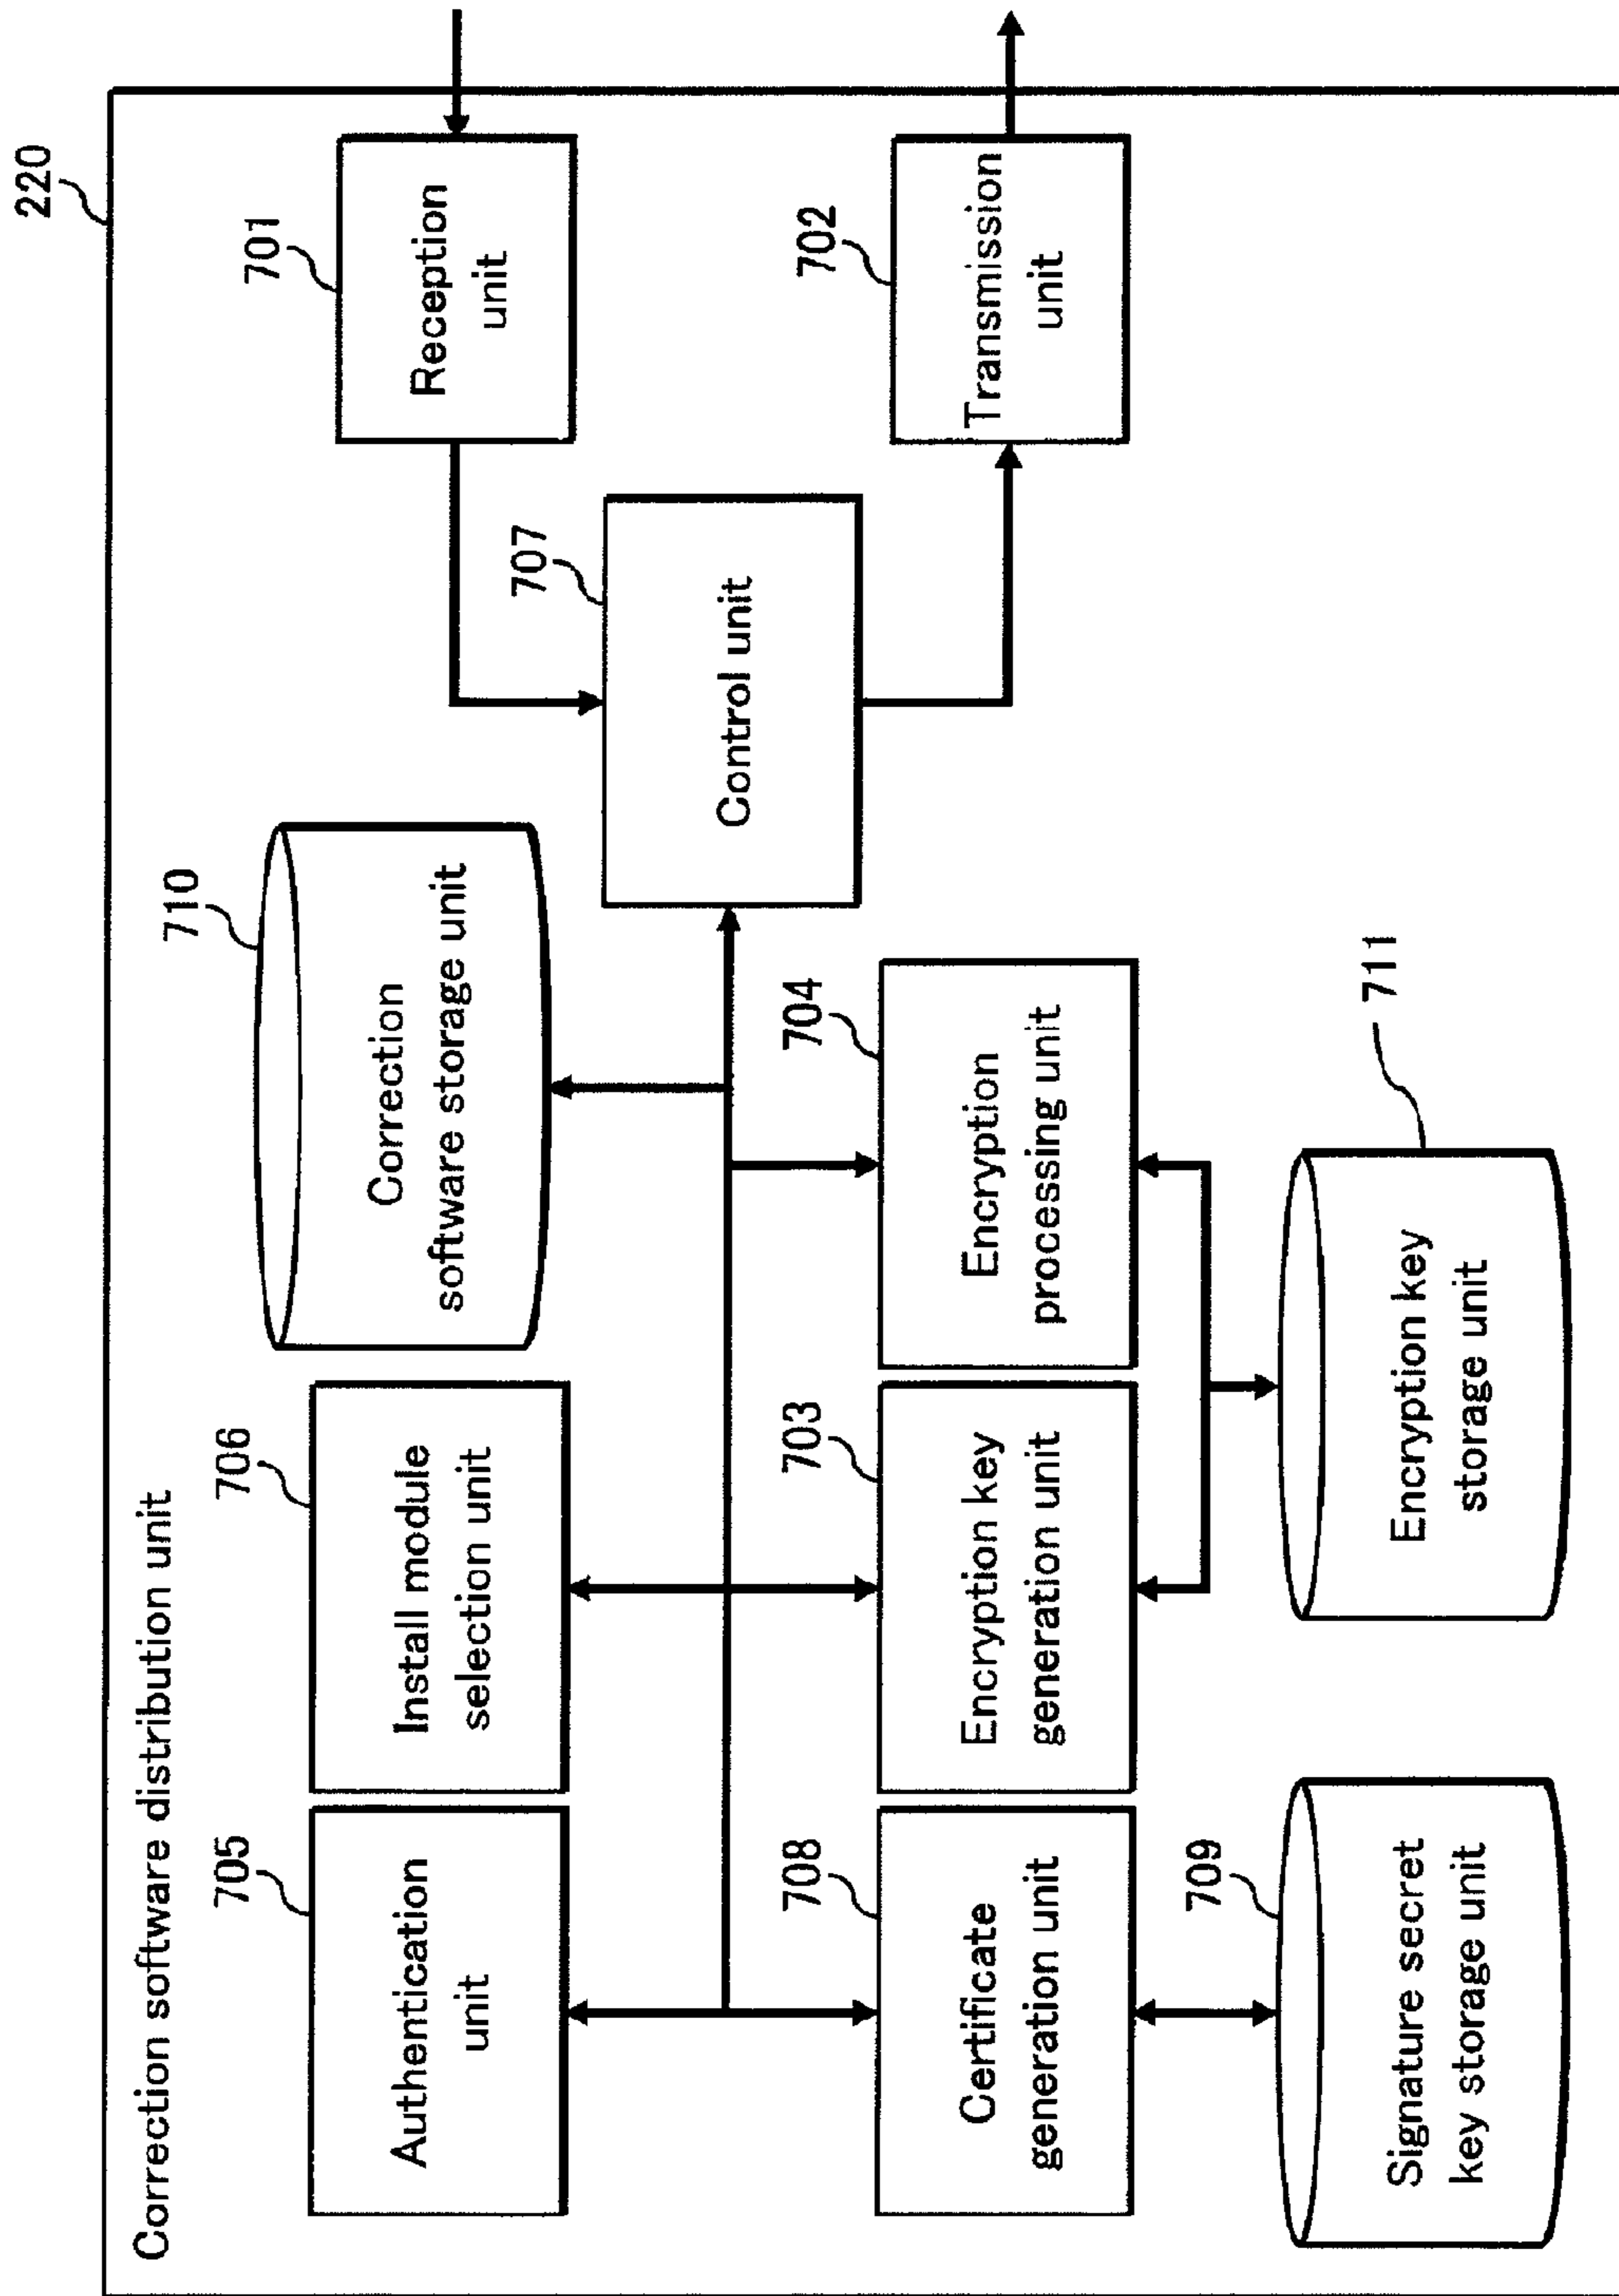 220
Correction software distribution unit
705
Authentication
unit
706
Install module
selection unit
710
Correction
software storage unit
701
Reception
unit
707
Control unit
702
Transmission
unit
708
Certificate
generation unit
703
Encryption key
generation unit
704
Encryption
processing unit
709
Signature secret
key storage unit
711
Encryption key
storage unit